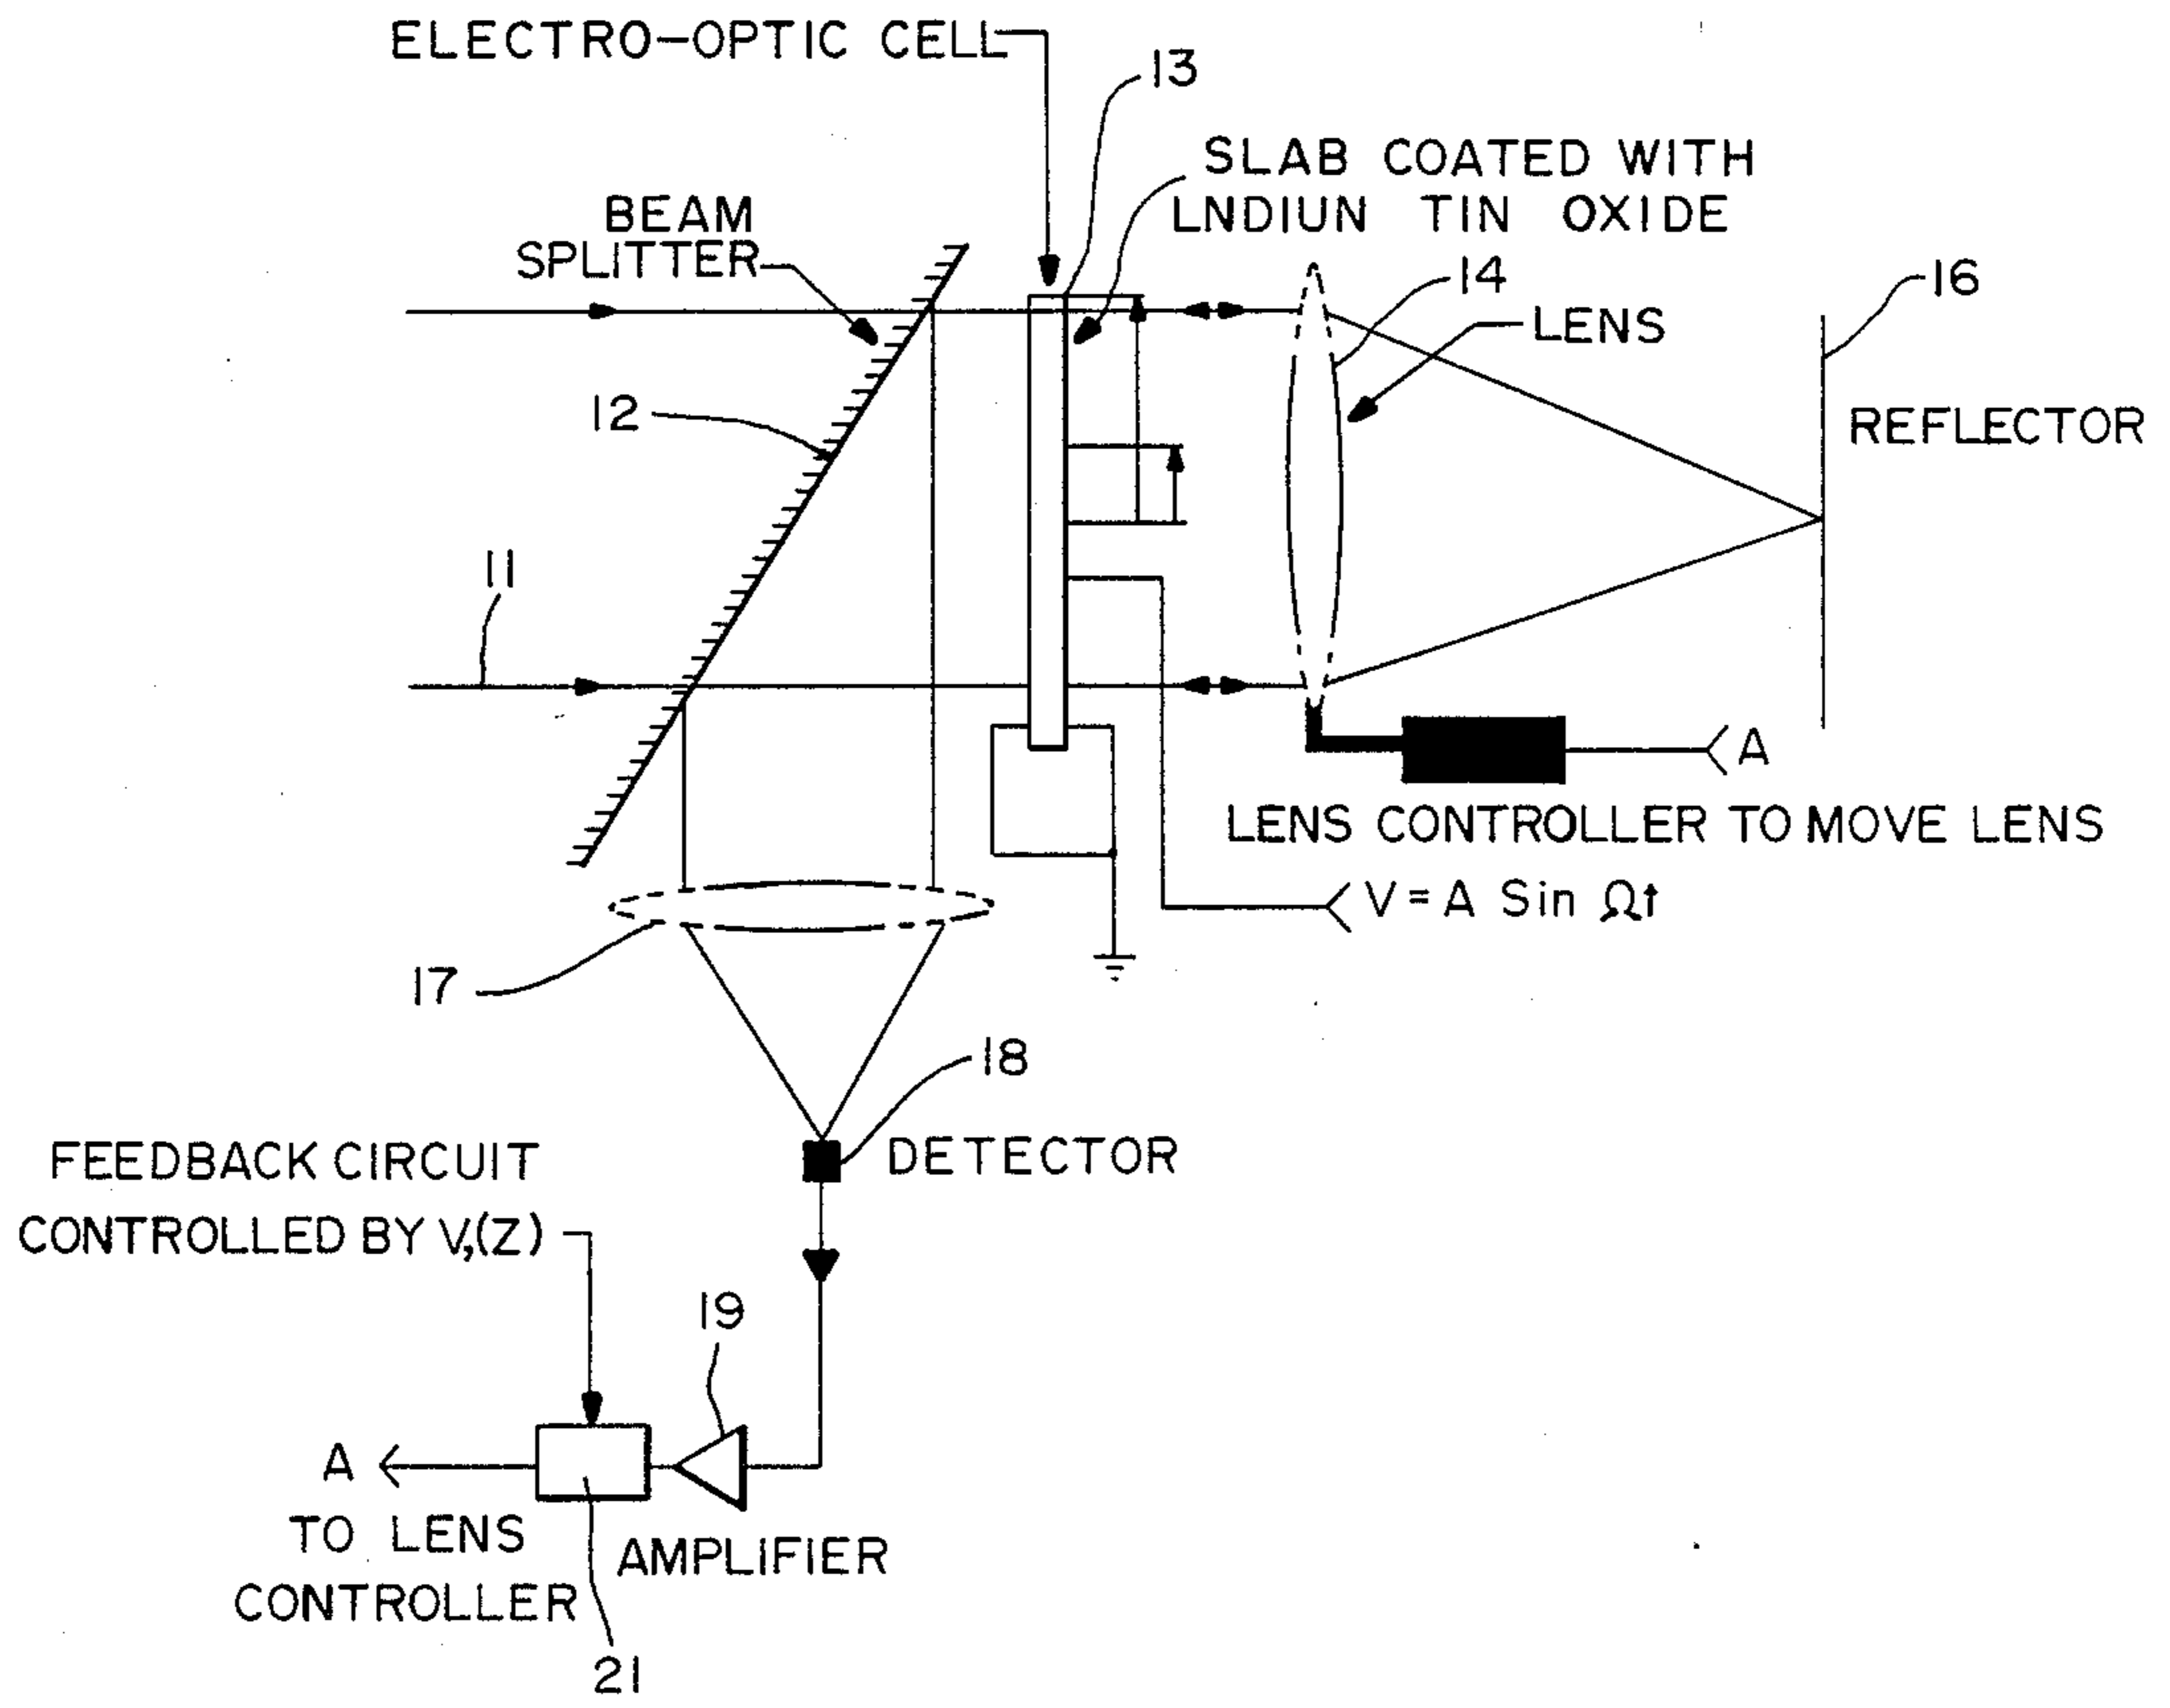 ELECTRO-OPTIC CELL
13
SLAB COATED WITH
LNDIUN TIN OXIDE
BEAM
SPLITTER
14
16
LENS
12
REFLECTOR
11
A
LENS CONTROLLER TO MOVE LENS
V = A Sin Ωt
17
18
DETECTOR
FEEDBACK CIRCUIT
CONTROLLED BY V,(Z)
19
A
TO LENS
CONTROLLER
AMPLIFIER
21